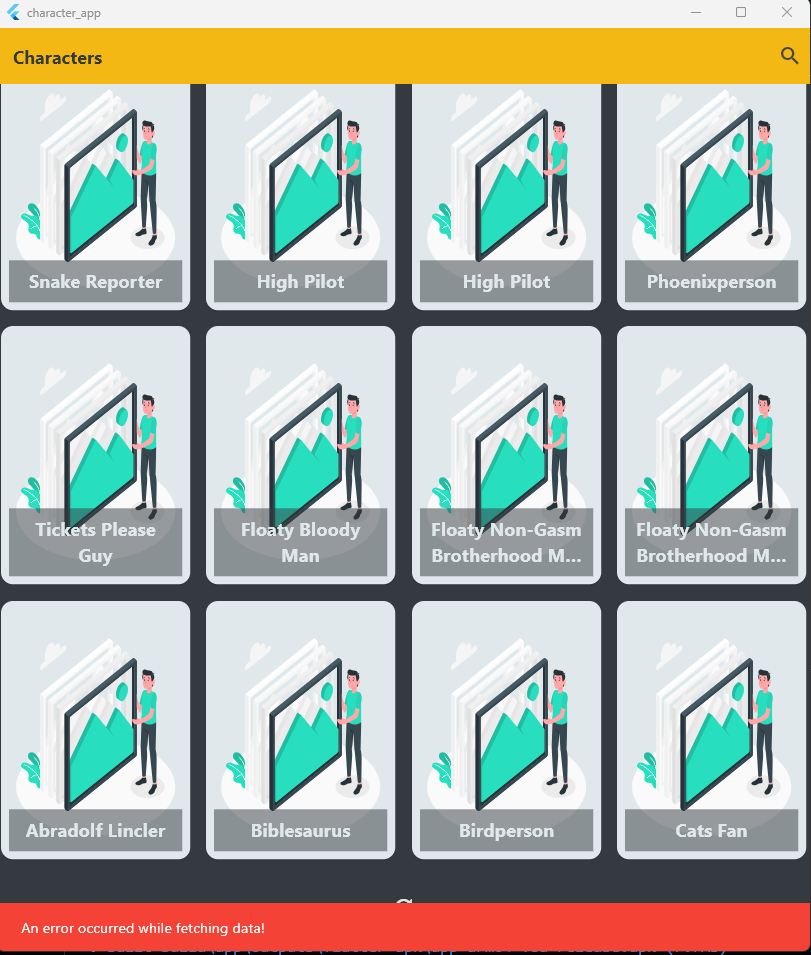 character_app
Characters
Snake Reporter
High Pilot
High Pilot
Phoenixperson
Tickets Please
Guy
Floaty Bloody
Man
Floaty Non-Gasm
Brotherhood M...
Floaty Non-Gasm
Brotherhood M...
Abradolf Lincler
Biblesaurus
Birdperson
Cats Fan
An error occurred while fetching data!